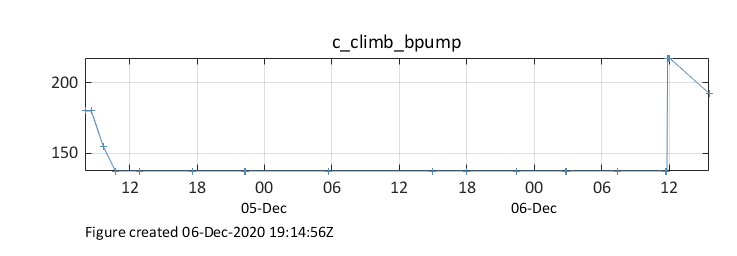 c_climb_bpump
200
150
12 18 00 06 12 18 00 06 12
05-Dec 06-Dec
Figure created 06-Dec-2020 19:14:56Z